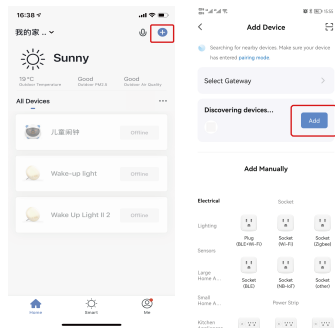 16:38
我的家 .. ▾
Sunny
19°C
Outdoor Temperature
Good
Outdoor PM2.5
Good
Outdoor Air Quality
All Devices
儿童闹钟
Offline
Wake-up light
Offline
Wake Up Light II 2
Offline
Home
Smart
Me
Add Device
Searching for nearby devices. Make sure your device
has entered pairing mode.
Select Gateway
Discovering devices...
Add
Add Manually
Electrical
Socket
Lighting
Plug
(BLE+Wi-Fi)
Socket
(Wi-Fi)
Socket
(Zigbee)
Sensors
Large
Home A...
Socket
(BLE)
Socket
(NB-IoT)
Socket
(other)
Small
Home A...
Power Strip
Kitchen